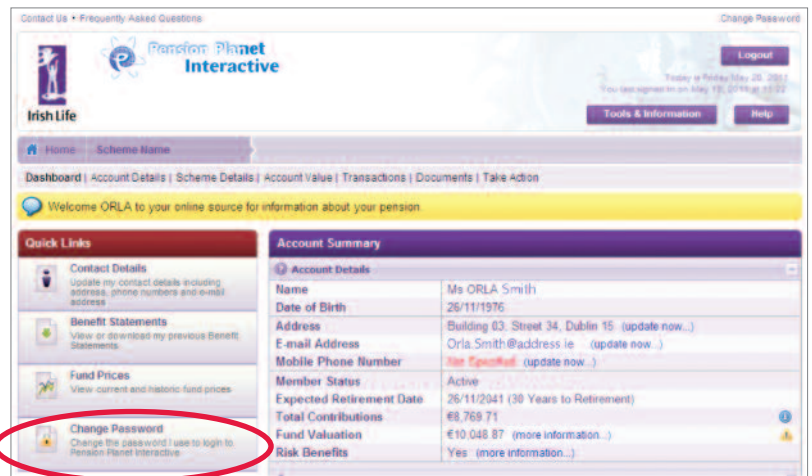 Contact Us • Frequently Asked Questions
Change Password
Pension Planet
Interactive
Irish Life
Logout
Today is Friday May 20, 2011
Tools & Information
Help
Home
Scheme Name
Dashboard | Account Details | Scheme Details | Account Value | Transactions | Documents | Take Action
Welcome ORLA to your online source for information about your pension.
Quick Links
Contact Details
Update my contact details including
address, phone numbers and e-mail
address
Benefit Statements
View or download my previous Benefit
Statements.
Fund Prices
View current and historic fund prices
Change Password
Change the password I use to login to
Pension Planet Interactive
Account Summary
Account Details
Name Ms ORLA Smith
Date of Birth 26/11/1976
Address Building 03, Street 34, Dublin 15 (update now...)
E-mail Address Orla.Smith@address.ie (update now...)
Mobile Phone Number Not Specified (update now...)
Member Status Active
Expected Retirement Date 26/11/2041 (30 Years to Retirement)
Total Contributions €8,769.71
Fund Valuation €10,048.87 (more information...)
Risk Benefits Yes (more information...)